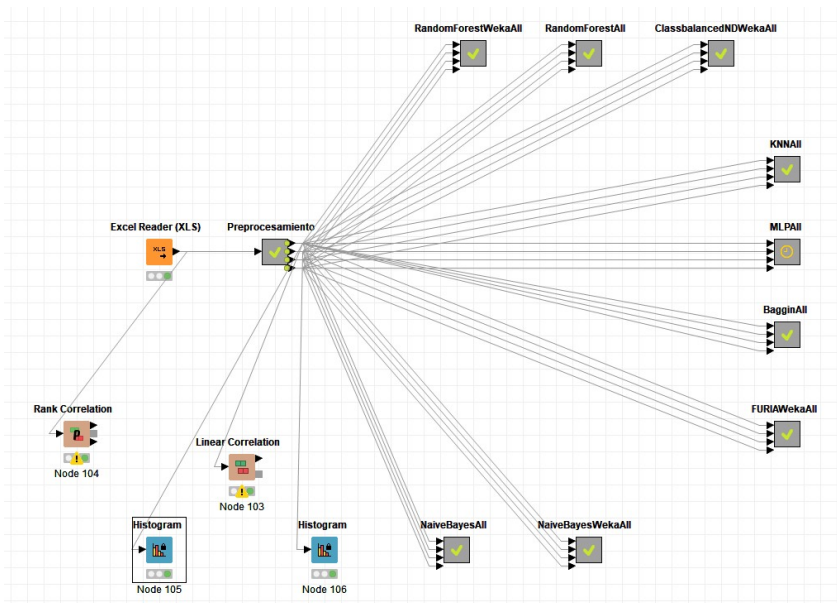 RandomForestWekaAll
RandomForestAll
ClassbalancedNDWekaAll
KNNAll
Excel Reader (XLS)
Preprocesamiento
MLPAll
XLS
BagginAll
Rank Correlation
FURIAWekaAll
ρ
Linear Correlation
Node 104
Node 103
Histogram
Histogram
NaiveBayesAll
NaiveBayesWekaAll
Node 105
Node 106